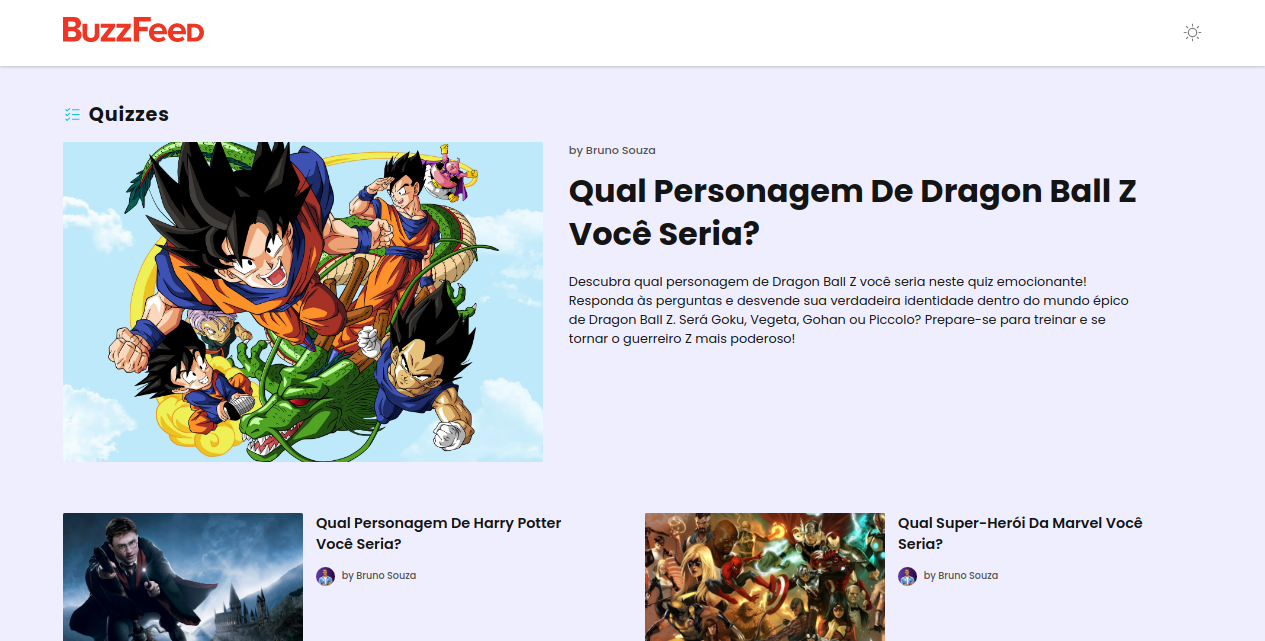 BuzzFeed
Quizzes
by Bruno Souza
Qual Personagem De Dragon Ball Z
Você Seria?
Descubra qual personagem de Dragon Ball Z você seria neste quiz emocionante!
Responda às perguntas e desvende sua verdadeira identidade dentro do mundo épico
de Dragon Ball Z. Será Goku, Vegeta, Gohan ou Piccolo? Prepare-se para treinar e se
tornar o guerreiro Z mais poderoso!
Qual Personagem De Harry Potter
Você Seria?
by Bruno Souza
Qual Super-Herói Da Marvel Você
Seria?
by Bruno Souza